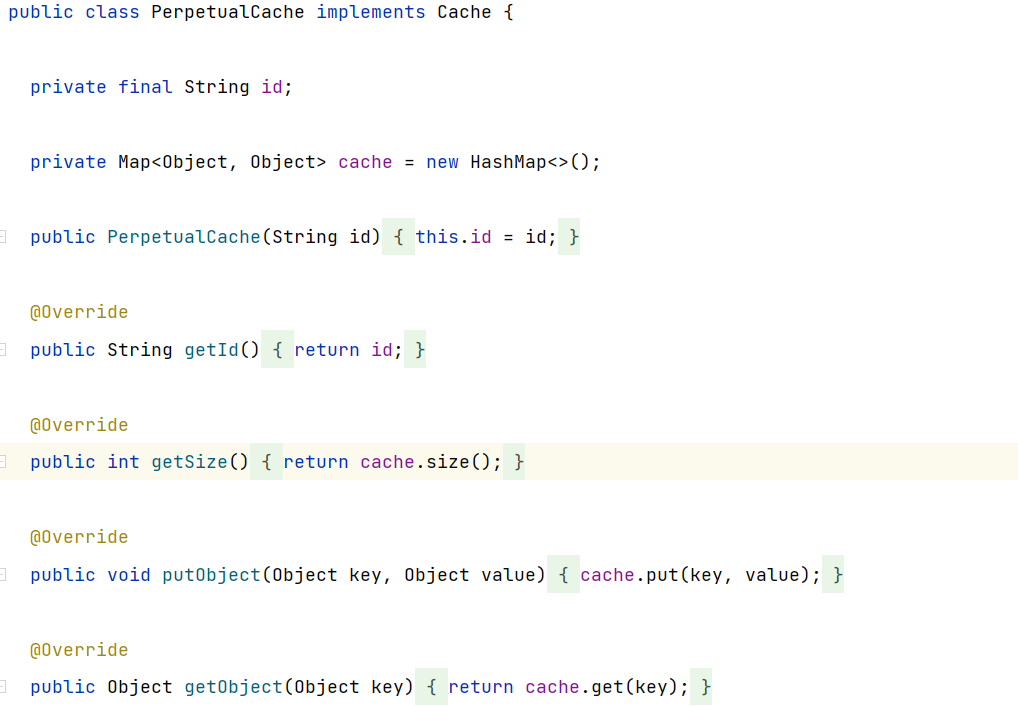 public class PerpetualCache implements Cache {
private final String id;
private Map<Object, Object> cache = new HashMap<>();
public PerpetualCache(String id) { this.id = id; }
@Override
public String getId() { return id; }
@Override
public int getSize() { return cache.size(); }
@Override
public void putObject(Object key, Object value) { cache.put(key, value); }
@Override
public Object getObject(Object key) { return cache.get(key); }